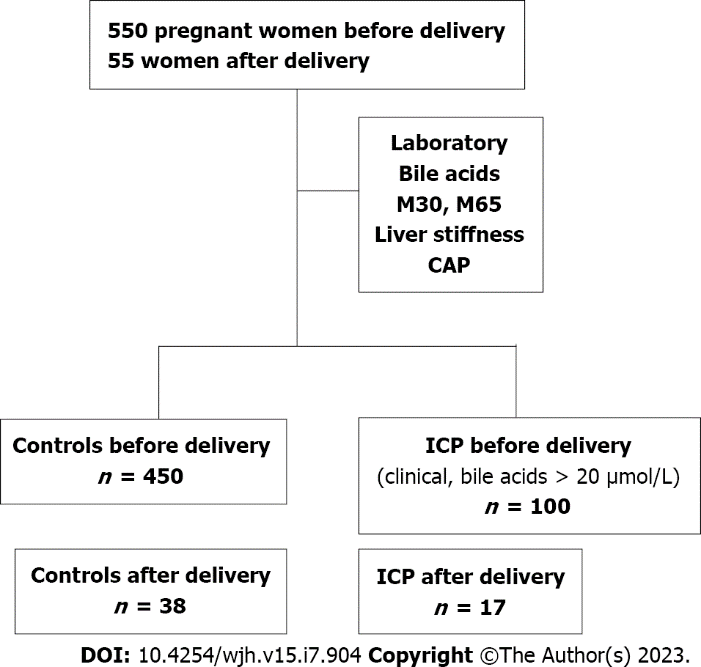 550 pregnant women before delivery
55 women after delivery
Laboratory
Bile acids
M30, M65
Liver stiffness
CAP
Controls before delivery
n = 450
ICP before delivery
(clinical, bile acids > 20 µmol/L)
n = 100
Controls after delivery
n = 38
ICP after delivery
n = 17
DOI: 10.4254/wjh.v15.i7.904 Copyright ©The Author(s) 2023.